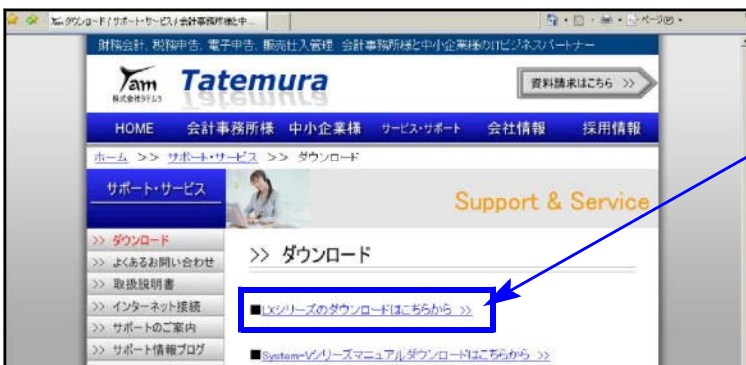 ダウンロード / サポート・サービス / 会計事務所様と中...
ページ(P)
財務会計、税務申告、電子申告、販売仕入管理 会計事務所様と中小企業様のITビジネスパートナー
Tam
株式会社タテムラ
Tatemura
資料請求はこちら >>
HOME 会計事務所様 中小企業様 サービス・サポート 会社情報 採用情報
ホーム >> サポート・サービス >> ダウンロード
サポート・サービス
Support & Service
>> ダウンロード
>> よくあるお問い合わせ
>> 取扱説明書
>> インターネット接続
>> サポートのご案内
>> サポート情報ブログ
>> ダウンロード
■LXシリーズのダウンロードはこちらから >>
■System-Vシリーズマニュアルダウンロードはこちらから >>